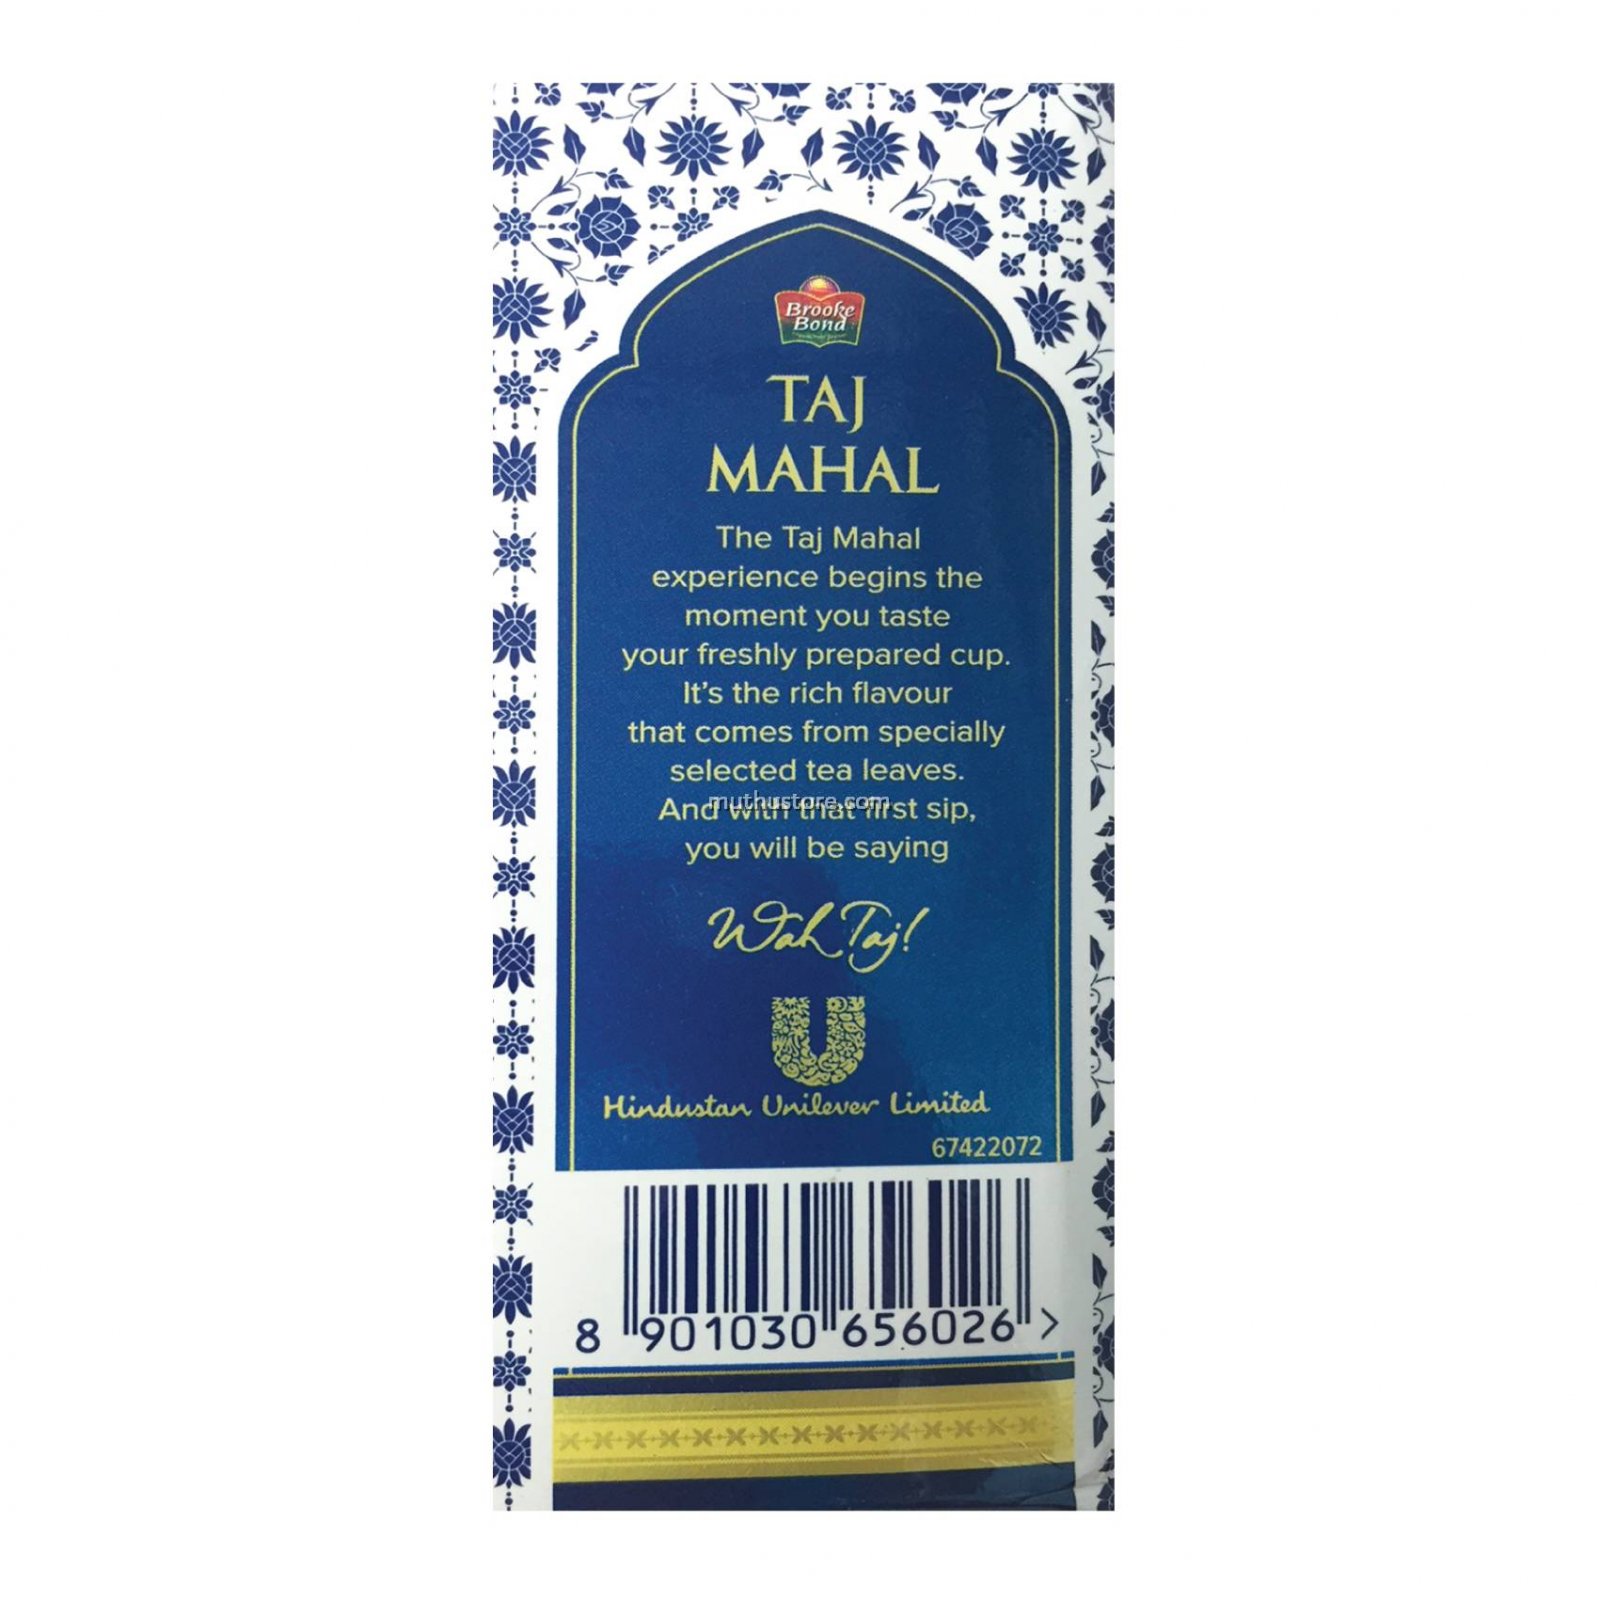 Brooke
Bond
TAJ
MAHAL
The Taj Mahal
experience begins the
moment you taste
your freshly prepared cup.
It's the rich flavour
that comes from specially
selected tea leaves.
And with that first sip,
muthustore.com
you will be saying
Wah Taj!
Hindustan Unilever Limited
67422072
8 901030 656026 >